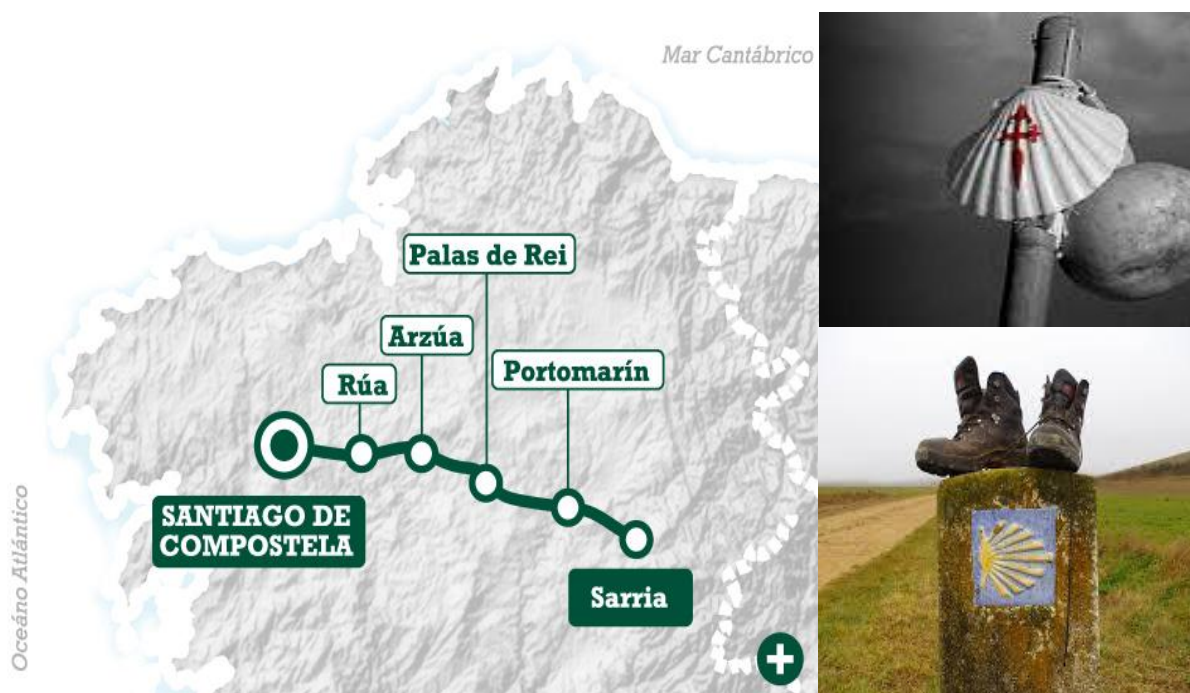 Mar Cantábrico
Palas de Rei
Arzúa
Portomarín
Rúa
SANTIAGO DE
COMPOSTELA
Sarria
Océano Atlántico